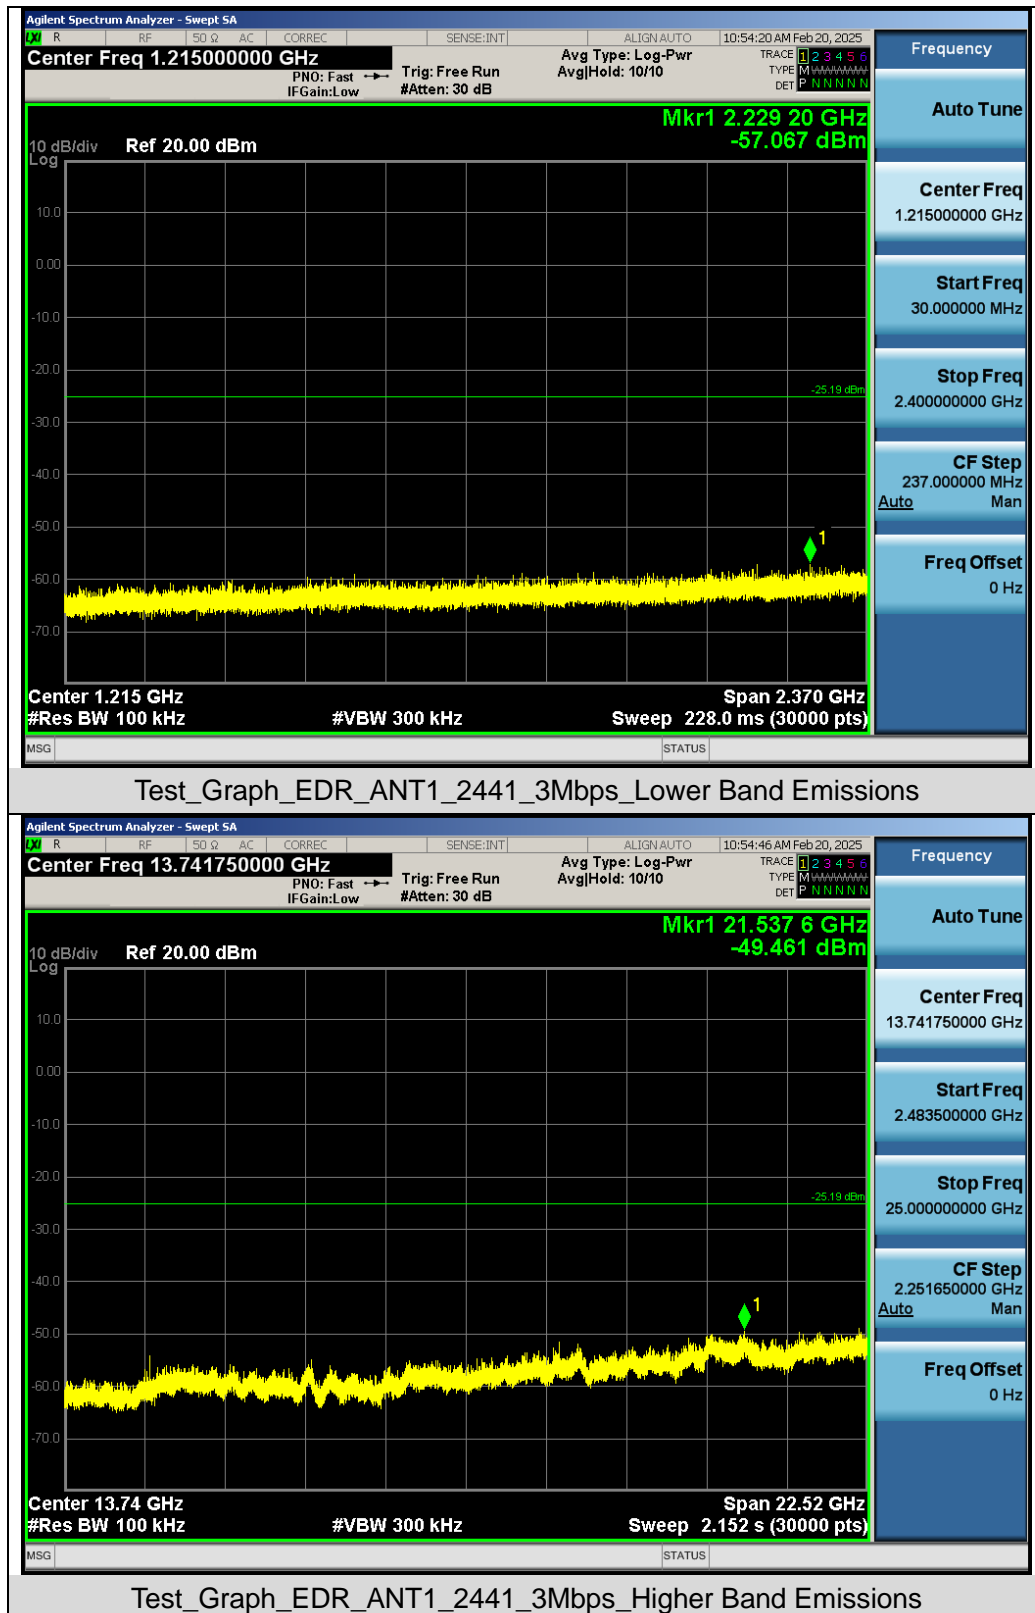 Agilent Spectrum Analyzer - Swept SA
LXI R RF 50 Ω AC CORREC SENSE:INT ALIGN AUTO 10:54:20 AM Feb 20, 2025
Center Freq 1.215000000 GHz
PNO: Fast
IFGain:Low
Trig: Free Run
#Atten: 30 dB
Avg Type: Log-Pwr
Avg|Hold: 10/10
TRACE 1 2 3 4 5 6
TYPE M
DET P N N N N N
Mkr1 2.229 20 GHz
-57.067 dBm
10 dB/div Ref 20.00 dBm
Log
10.0
0.00
-10.0
-20.0
-25.19 dBm
-30.0
-40.0
-50.0
1
-60.0
-70.0
Center 1.215 GHz Span 2.370 GHz
#Res BW 100 kHz #VBW 300 kHz Sweep 228.0 ms (30000 pts)
MSG STATUS
Frequency
Auto Tune
Center Freq
1.215000000 GHz
Start Freq
30.000000 MHz
Stop Freq
2.400000000 GHz
CF Step
237.000000 MHz
Auto Man
Freq Offset
0 Hz
Test_Graph_EDR_ANT1_2441_3Mbps_Lower Band Emissions
Agilent Spectrum Analyzer - Swept SA
LXI R RF 50 Ω AC CORREC SENSE:INT ALIGN AUTO 10:54:46 AM Feb 20, 2025
Center Freq 13.741750000 GHz
PNO: Fast
IFGain:Low
Trig: Free Run
#Atten: 30 dB
Avg Type: Log-Pwr
Avg|Hold: 10/10
TRACE 1 2 3 4 5 6
TYPE M
DET P N N N N N
Mkr1 21.537 6 GHz
-49.461 dBm
10 dB/div Ref 20.00 dBm
Log
10.0
0.00
-10.0
-20.0
-25.19 dBm
-30.0
-40.0
1
-50.0
-60.0
-70.0
Center 13.74 GHz Span 22.52 GHz
#Res BW 100 kHz #VBW 300 kHz Sweep 2.152 s (30000 pts)
MSG STATUS
Frequency
Auto Tune
Center Freq
13.741750000 GHz
Start Freq
2.483500000 GHz
Stop Freq
25.000000000 GHz
CF Step
2.251650000 GHz
Auto Man
Freq Offset
0 Hz
Test_Graph_EDR_ANT1_2441_3Mbps_Higher Band Emissions